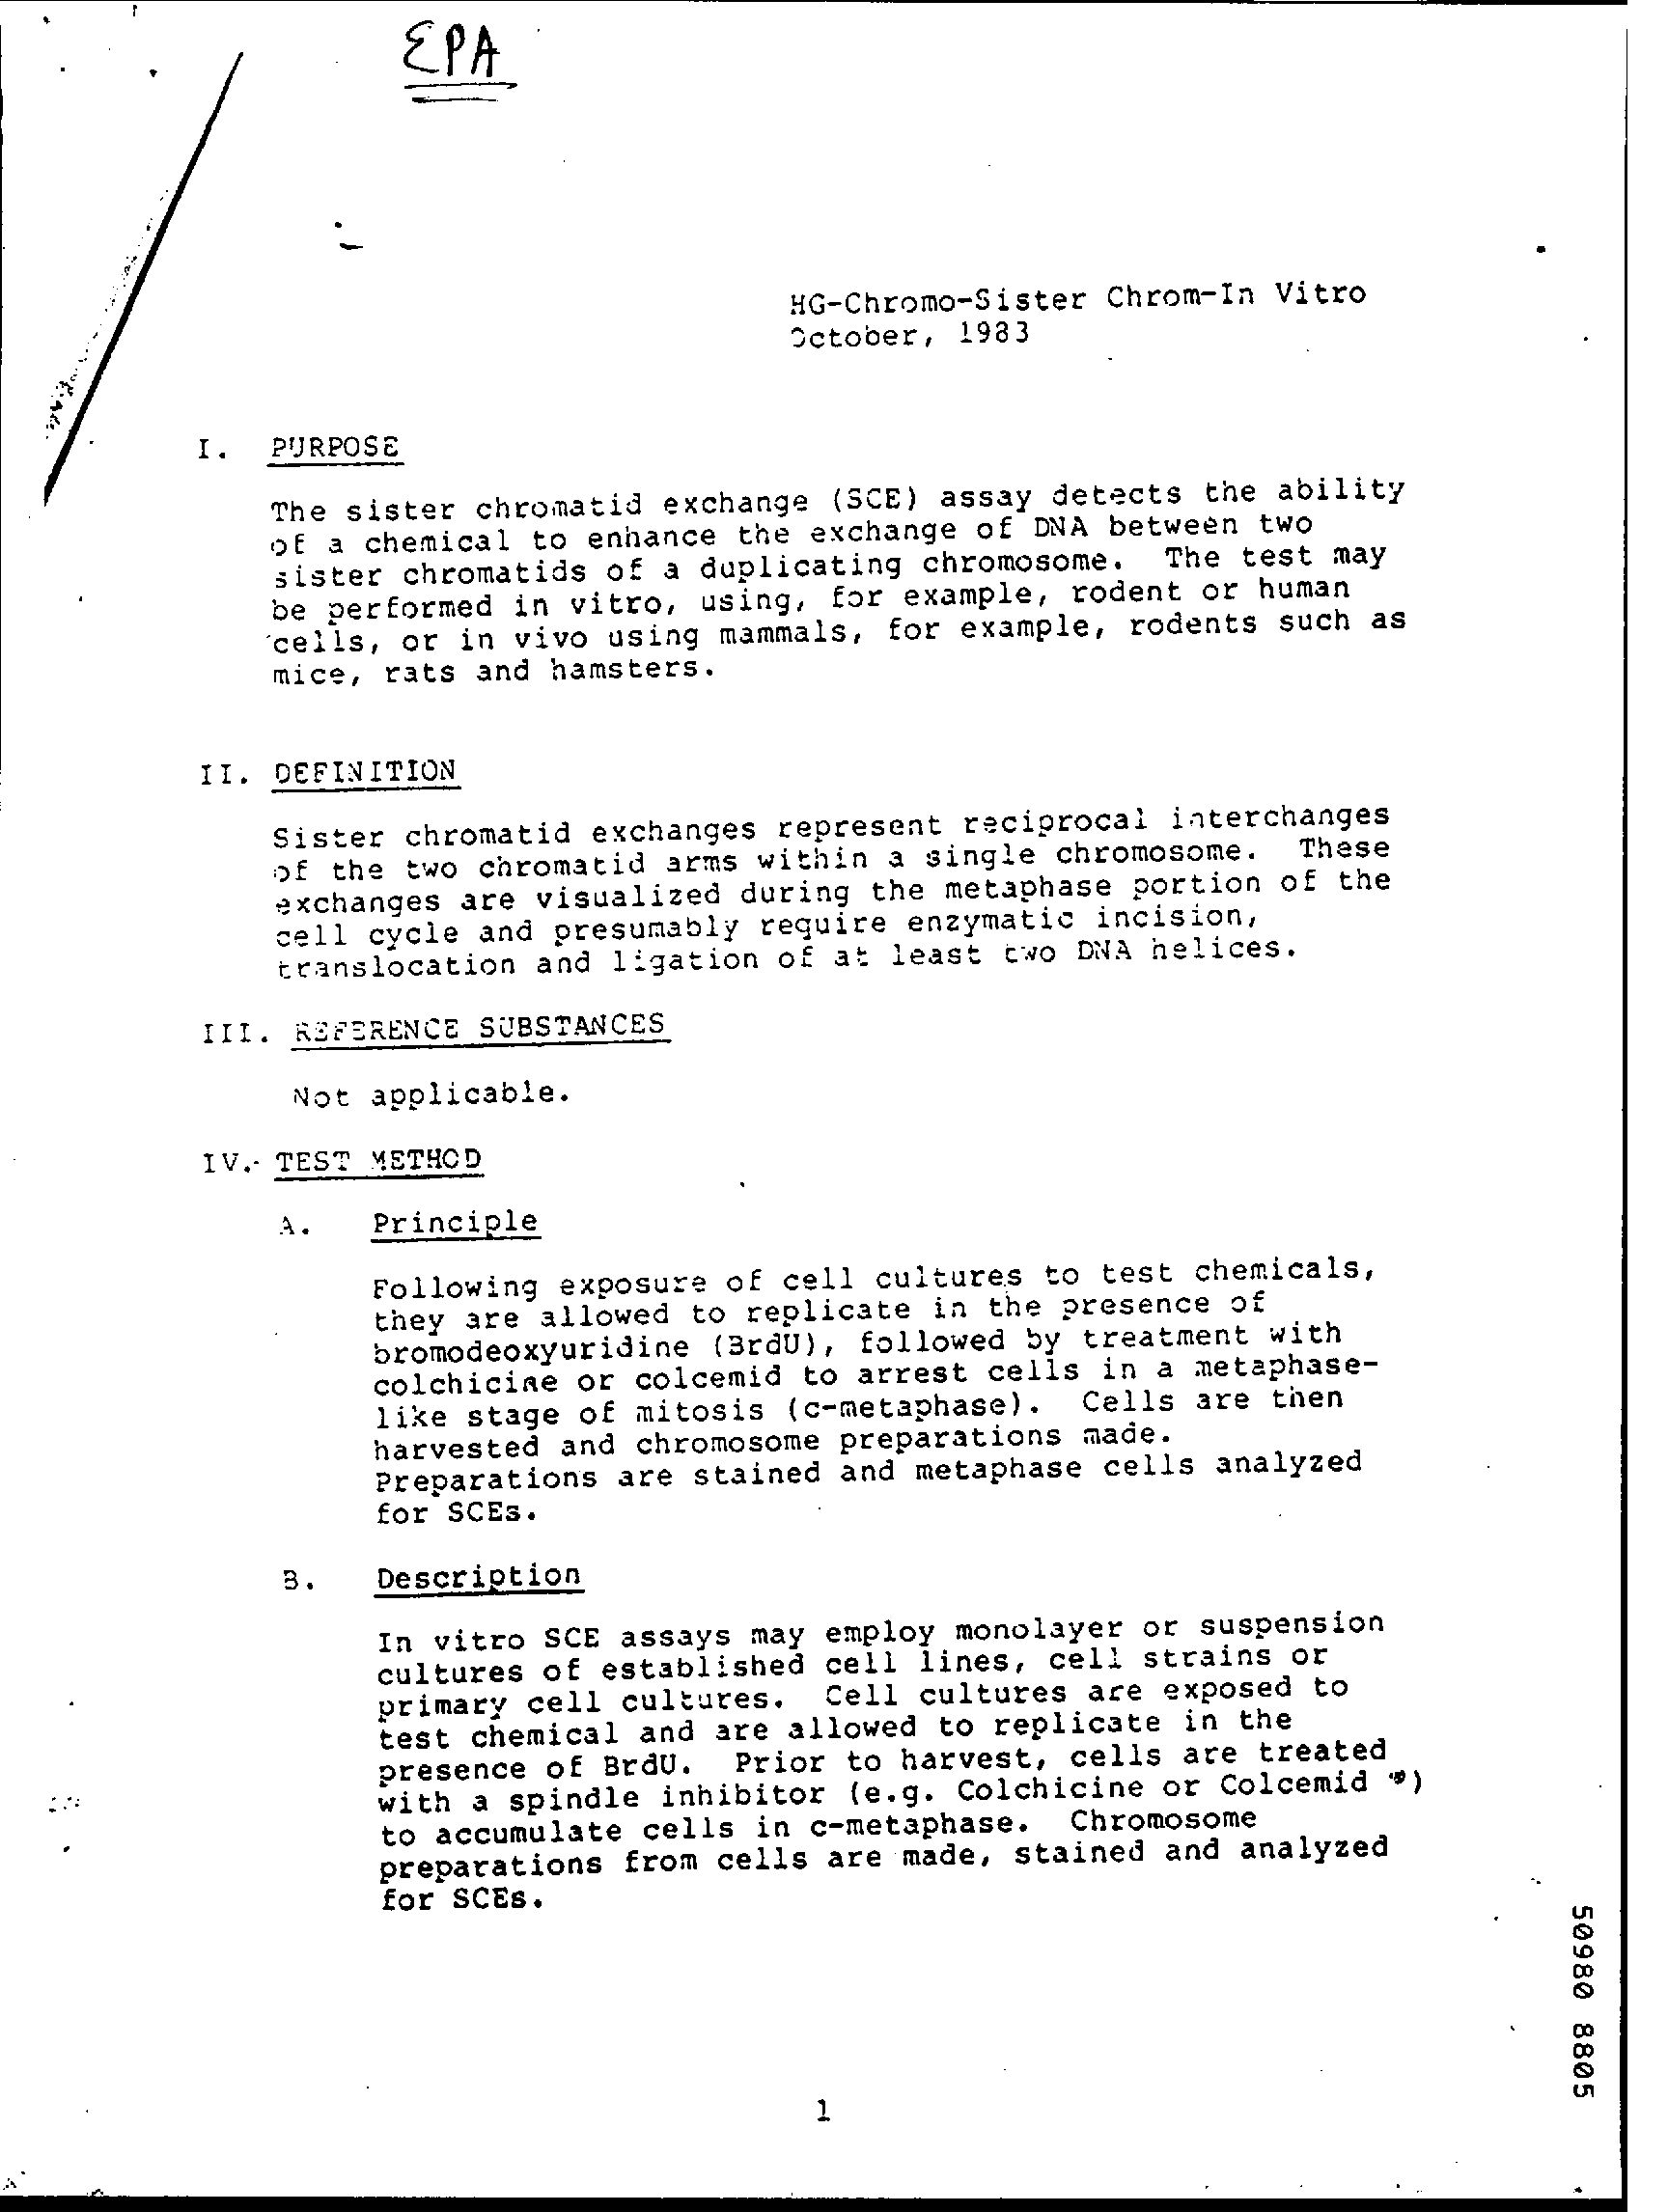 EPA
HG-Chromo-Sister Chrom-In Vitro
October, 1983
I. PURPOSE
The sister chromatid exchange (SCE) assay detects the ability
of a chemical to enhance the exchange of DNA between two
sister chromatids of a duplicating chromosome. The test may
be performed in vitro, using, for example, rodent or human
cells, or in vivo using mammals, for example, rodents such as
mice, rats and hamsters.
II. DEFINITION
Sister chromatid exchanges represent reciprocal interchanges
of the two chromatid arms within a single chromosome. These
exchanges are visualized during the metaphase portion of the
cell cycle and presumably require enzymatic incision,
translocation and ligation of at least two DNA helices.
III. REFERENCE SUBSTANCES
Not applicable.
IV. TEST METHOD
A. Principle
Following exposure of cell cultures to test chemicals,
they are allowed to replicate in the presence of
bromodeoxyuridine (BrdU), followed by treatment with
colchicine or colcemid to arrest cells in a metaphase-
like stage of mitosis (c-metaphase). Cells are then
harvested and chromosome preparations made.
Preparations are stained and metaphase cells analyzed
for SCEs.
B. Description
In vitro SCE assays may employ monolayer or suspension
cultures of established cell lines, cell strains or
primary cell cultures. Cell cultures are exposed to
test chemical and are allowed to replicate in the
presence of BrdU. Prior to harvest, cells are treated
with a spindle inhibitor (e.g. Colchicine or Colcemid ®)
to accumulate cells in c-metaphase. Chromosome
preparations from cells are made, stained and analyzed
for SCEs.
50980 8805
1